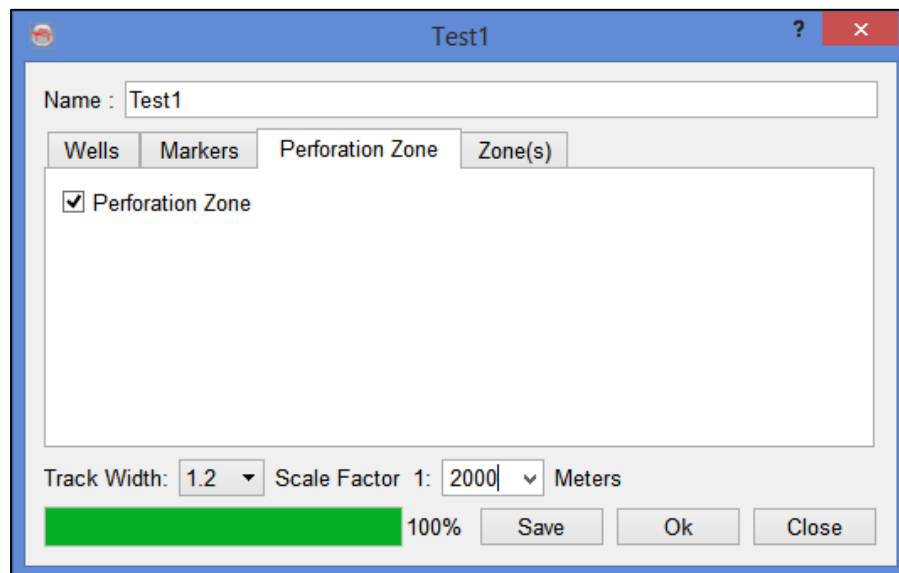 Test1 ?
Name : Test1
Wells Markers Perforation Zone Zone(s)
Perforation Zone
Track Width: 1.2 Scale Factor 1: 2000 Meters
100% Save Ok Close